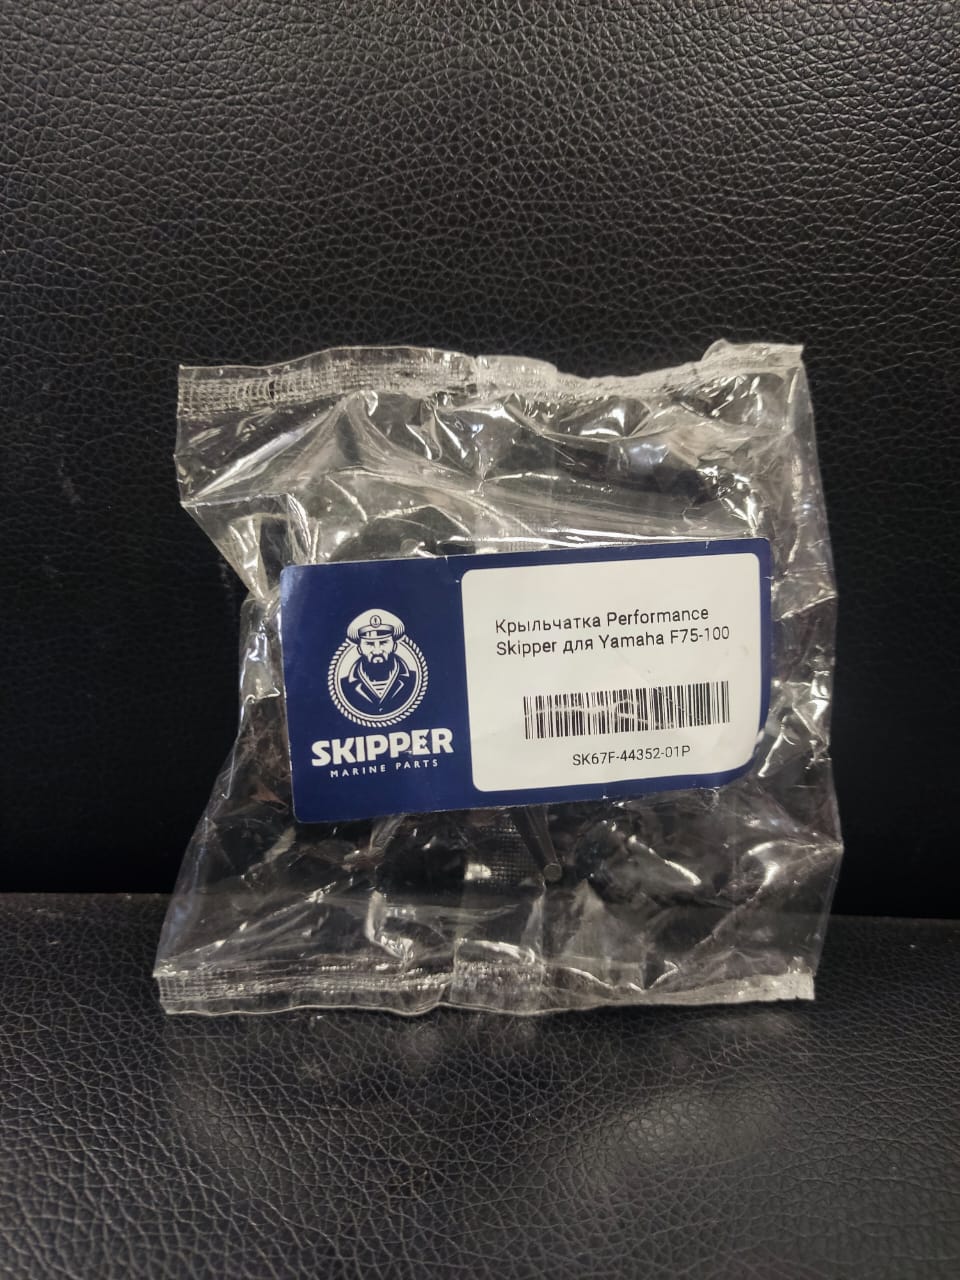 SKIPPER
MARINE PARTS
Крыльчатка Performance
Skipper для Yamaha F75-100
SK67F-44352-01P